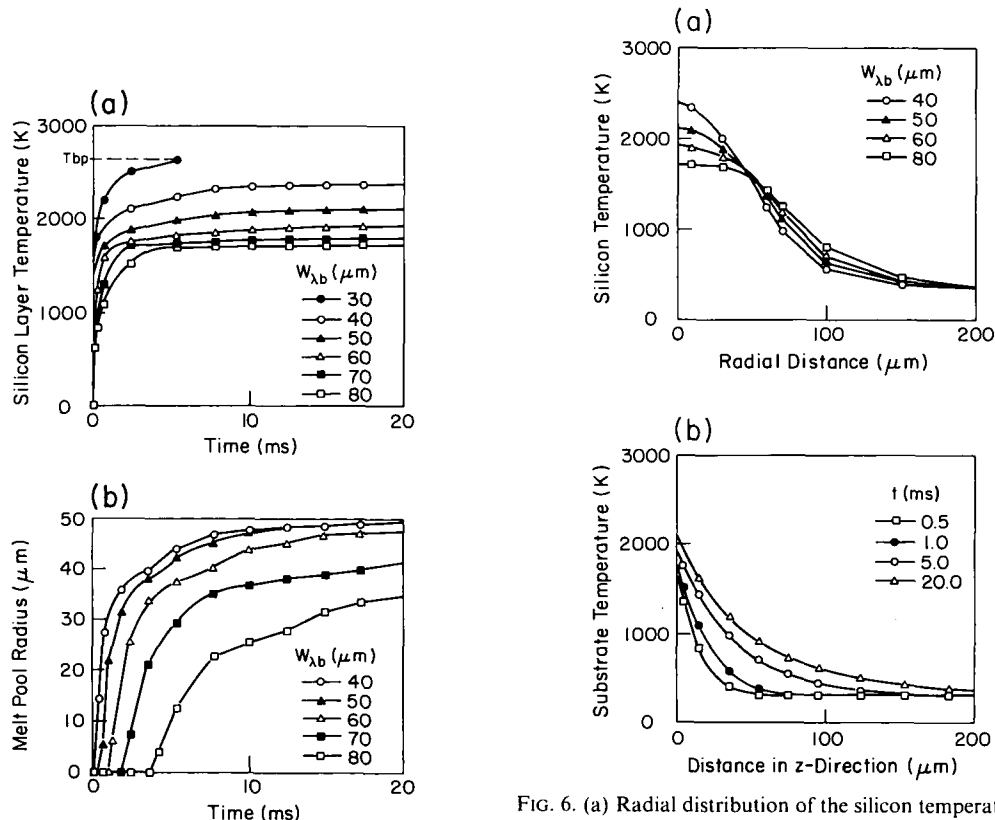 (a)
Silicon Layer Temperature (K)
3000
Tbp
2000
1000
0
0
10
20
Time (ms)
Wλb (μm)
30
40
50
60
70
80
(b)
Melt Pool Radius (μm)
50
40
30
20
10
0
0
10
20
Time (ms)
Wλb (μm)
40
50
60
70
80
(a)
Silicon Temperature (K)
3000
2000
1000
0
0
100
200
Radial Distance (μm)
Wλb (μm)
40
50
60
80
(b)
Substrate Temperature (K)
3000
2000
1000
0
0
100
200
Distance in z-Direction (μm)
t (ms)
0.5
1.0
5.0
20.0
FIG. 6. (a) Radial distribution of the silicon temperat